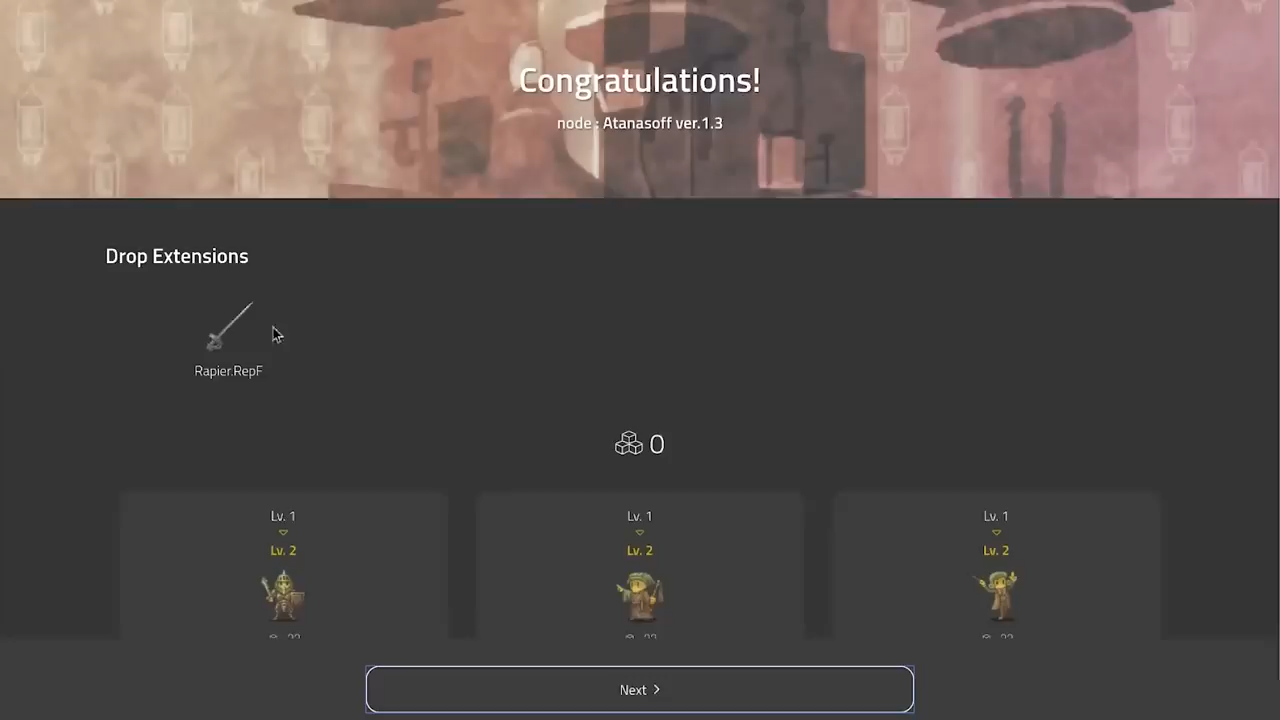 Congratulations!
node : Atanasoff ver.1.3
Drop Extensions
Rapier.RepF
0
Lv. 1
Lv. 2
Lv. 1
Lv. 2
Lv. 1
Lv. 2
Next >